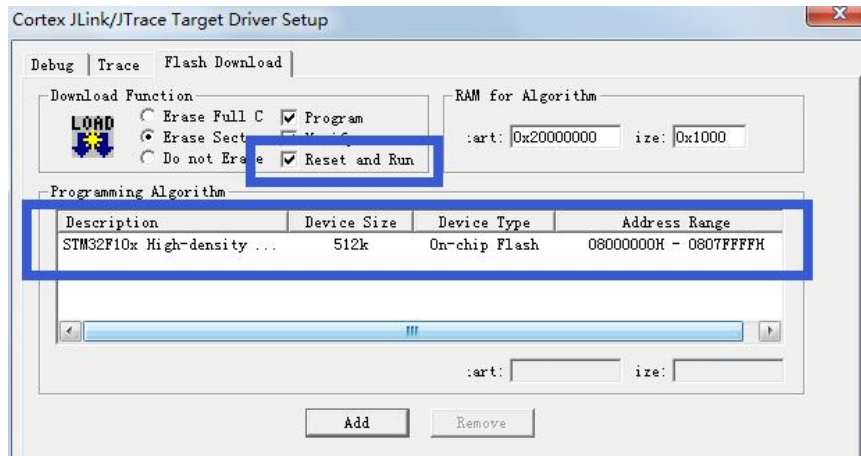 Cortex JLink/JTrace Target Driver Setup
Debug Trace Flash Download
Download Function
RAM for Algorithm
LOAD
Erase Full C
Program
Erase Sect
:art: 0x20000000 ize: 0x1000
Do not Erase
Reset and Run
Programming Algorithm
Description Device Size Device Type Address Range
STM32F10x High-density ... 512k On-chip Flash 08000000H - 0807FFFFH
:art: ize:
Add Remove